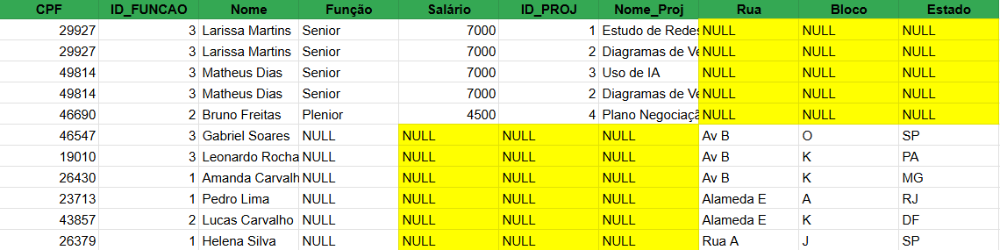 CPF ID_FUNCAO Nome Função Salário ID_PROJ Nome_Proj Rua Bloco Estado
29927 3 Larissa Martins Senior 7000 1 Estudo de Redes NULL NULL NULL
29927 3 Larissa Martins Senior 7000 2 Diagramas de Ve NULL NULL NULL
49814 3 Matheus Dias Senior 7000 3 Uso de IA NULL NULL NULL
49814 3 Matheus Dias Senior 7000 2 Diagramas de Ve NULL NULL NULL
46690 2 Bruno Freitas Plenior 4500 4 Plano Negociaçã NULL NULL NULL
46547 3 Gabriel Soares NULL NULL NULL NULL Av B O SP
19010 3 Leonardo Rocha NULL NULL NULL NULL Av B K PA
26430 1 Amanda Carvalh NULL NULL NULL NULL Av B K MG
23713 1 Pedro Lima NULL NULL NULL NULL Alameda E A RJ
43857 2 Lucas Carvalho NULL NULL NULL NULL Alameda E K DF
26379 1 Helena Silva NULL NULL NULL NULL Rua A J SP